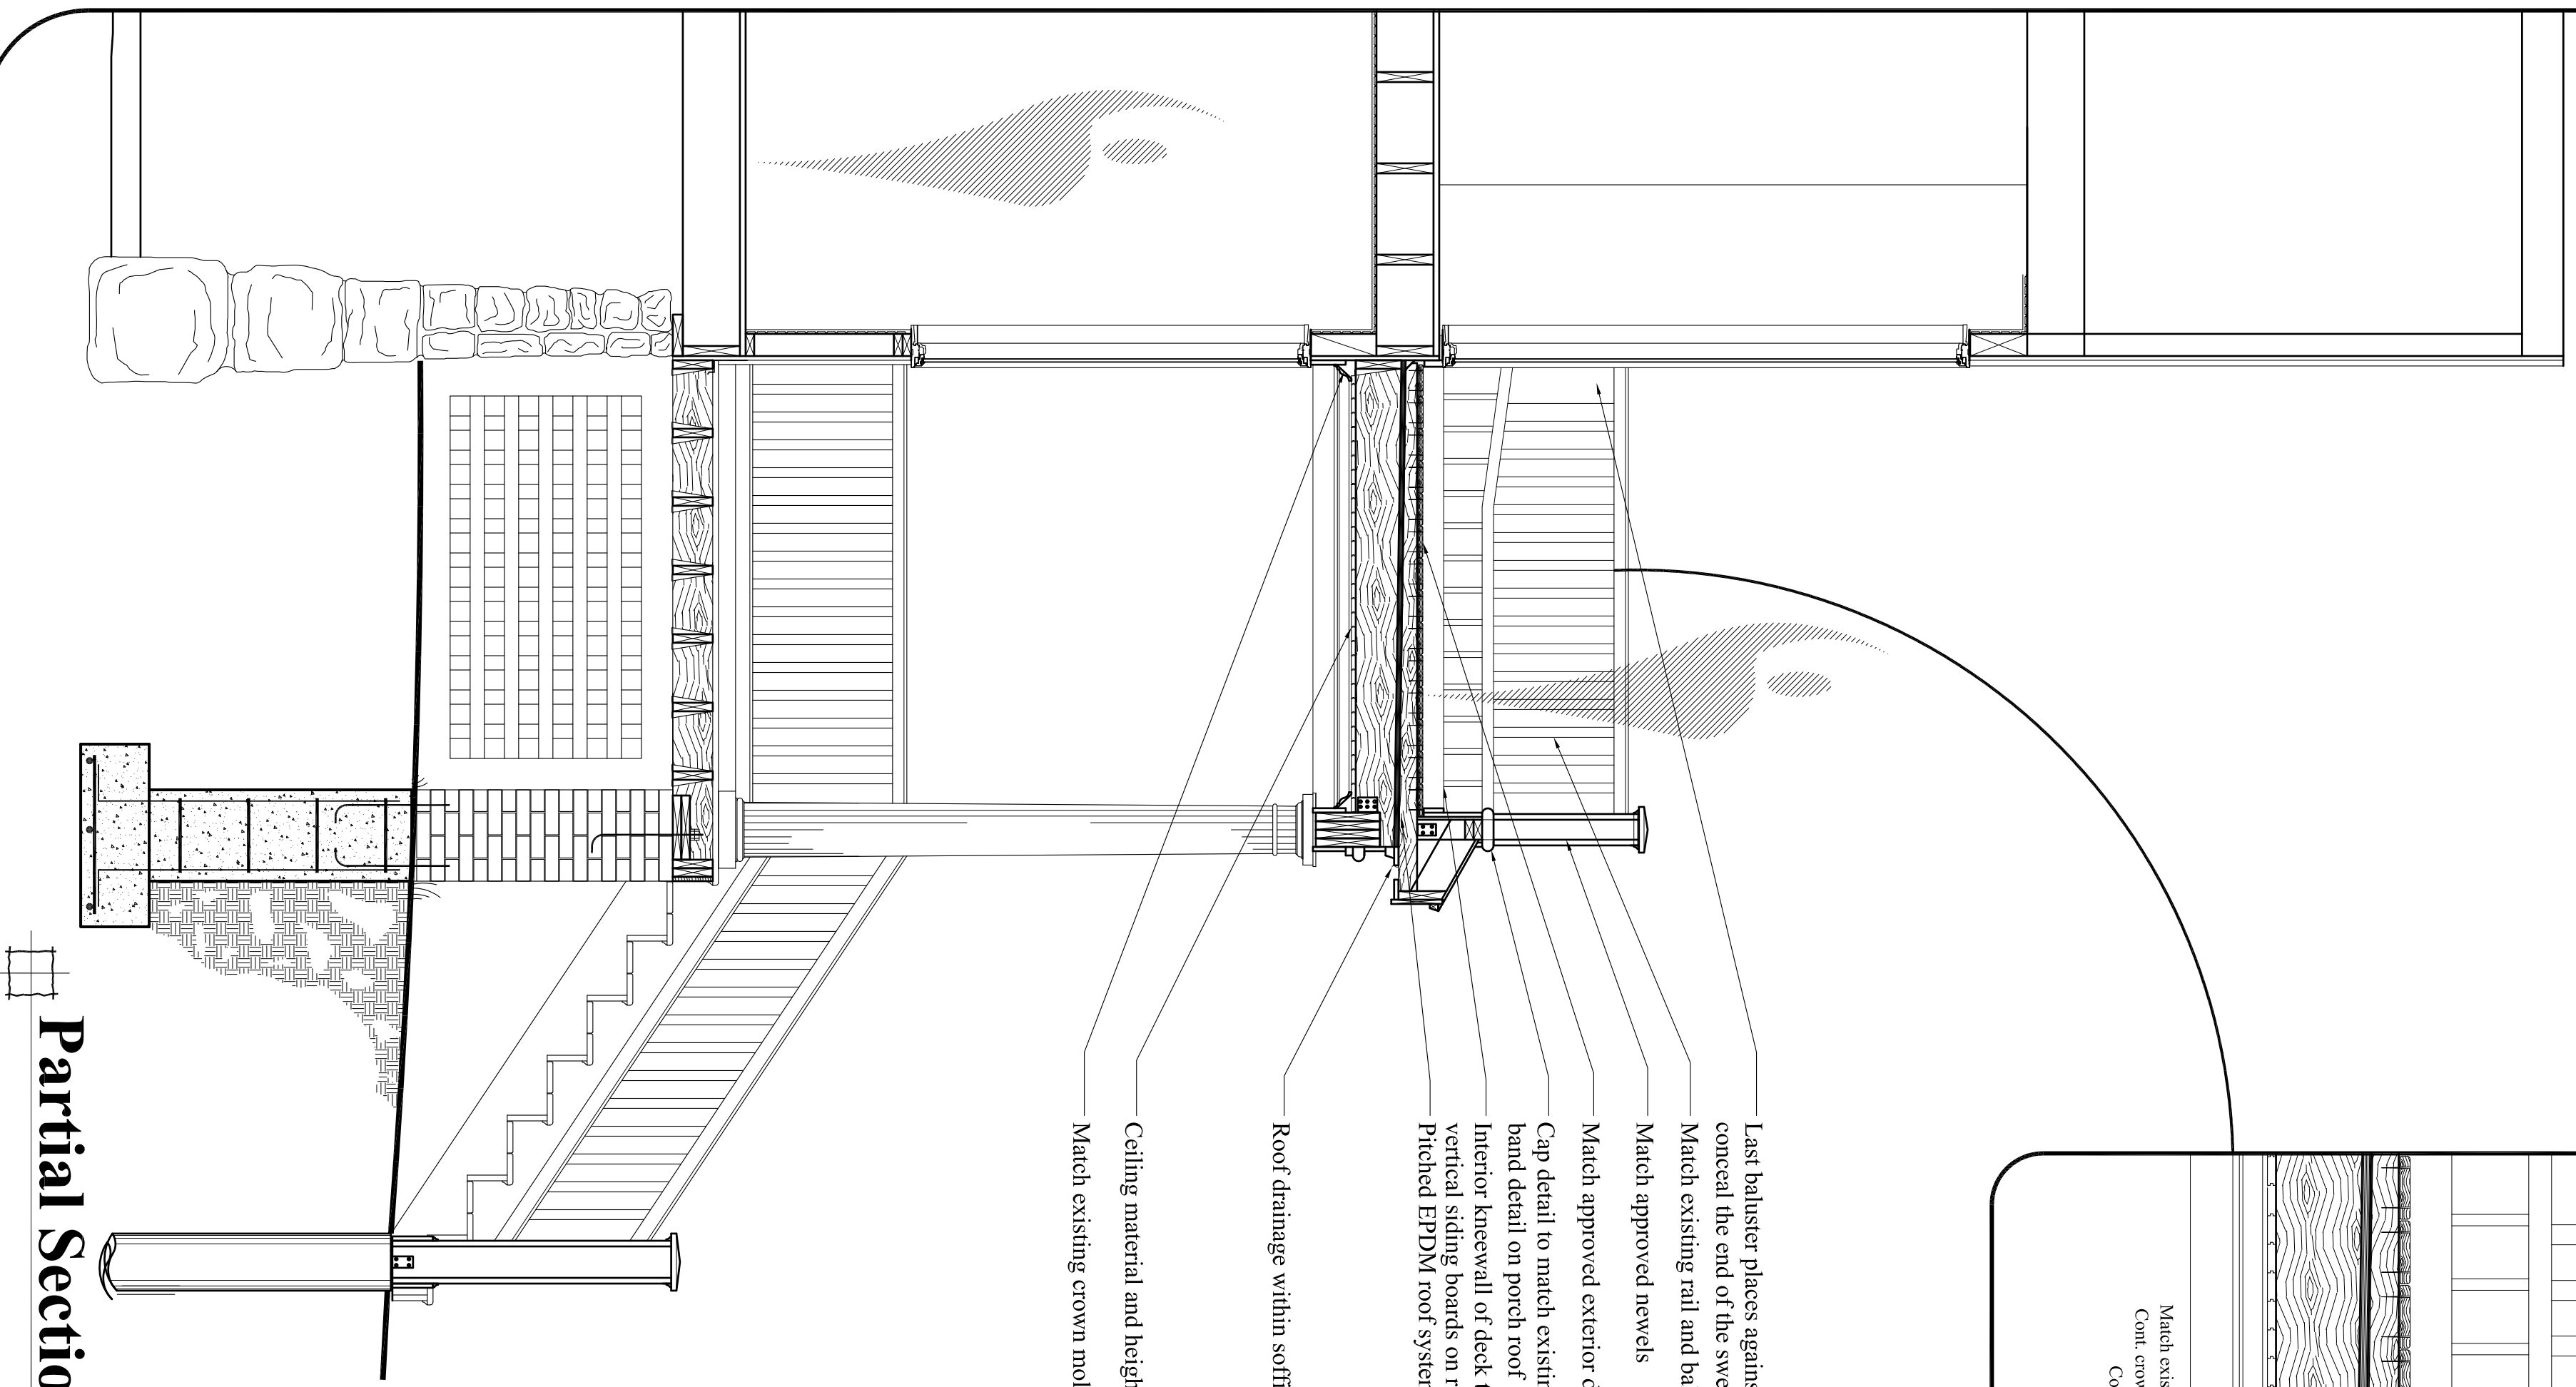 Last baluster places agains
conceal the end of the swe
Match existing rail and ba
Match approved newels
Match approved exterior d
Cap detail to match existin
band detail on porch roof
Interior kneewall of deck t
vertical siding boards on r
Pitched EPDM roof system
Roof drainage within soffi
Ceiling material and heigh
Match existing crown mol
Match exis
Cont. crow
Co
Partial Sectio